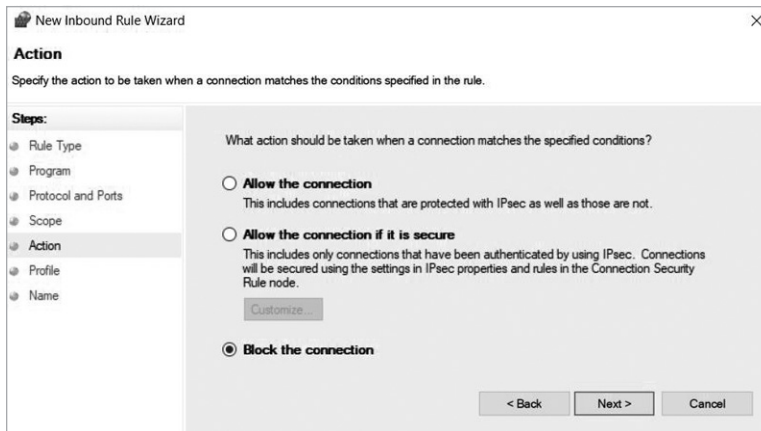 New Inbound Rule Wizard
Action
Specify the action to be taken when a connection matches the conditions specified in the rule.
Steps:
Rule Type
Program
Protocol and Ports
Scope
Action
Profile
Name
What action should be taken when a connection matches the specified conditions?
Allow the connection
This includes connections that are protected with IPsec as well as those are not.
Allow the connection if it is secure
This includes only connections that have been authenticated by using IPsec. Connections
will be secured using the settings in IPsec properties and rules in the Connection Security
Rule node.
Customize...
Block the connection
< Back
Next >
Cancel